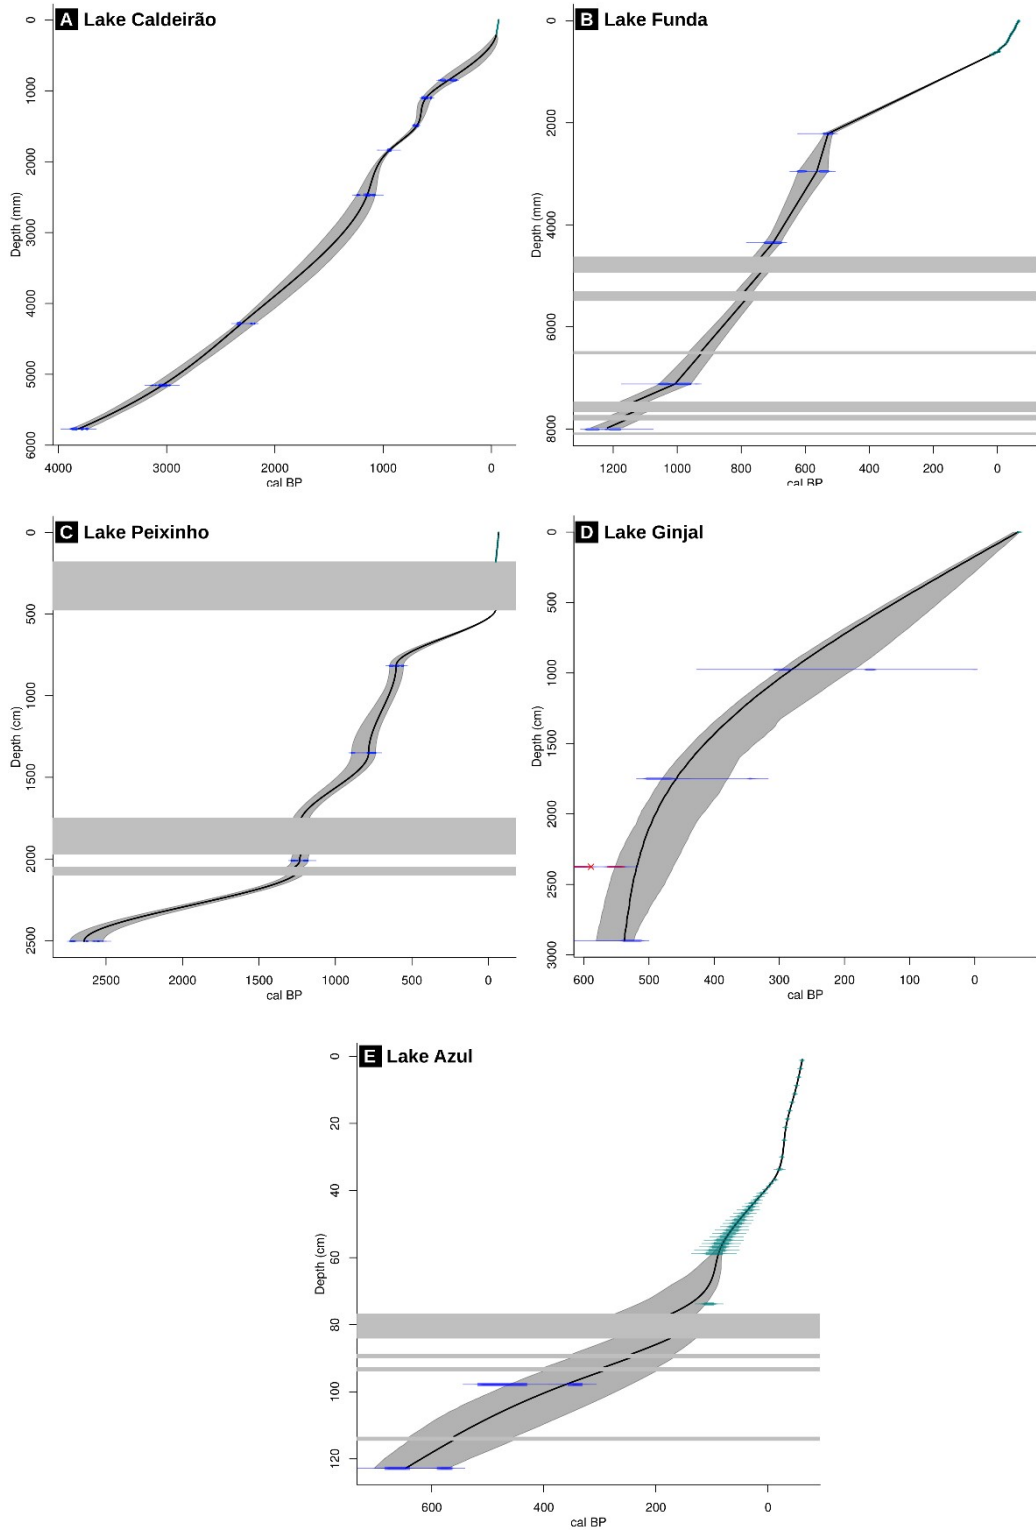 A Lake Caldeirão
Depth (mm)
0
1000
2000
3000
4000
5000
6000
4000 3000 2000 1000 0
cal BP
B Lake Funda
Depth (mm)
0
2000
4000
6000
8000
1200 1000 800 600 400 200 0
cal BP
C Lake Peixinho
Depth (cm)
0
500
1000
1500
2000
2500
2500 2000 1500 1000 500 0
cal BP
D Lake Ginjal
Depth (cm)
0
500
1000
1500
2000
2500
3000
600 500 400 300 200 100 0
cal BP
E Lake Azul
Depth (cm)
0
20
40
60
80
100
120
600 400 200 0
cal BP